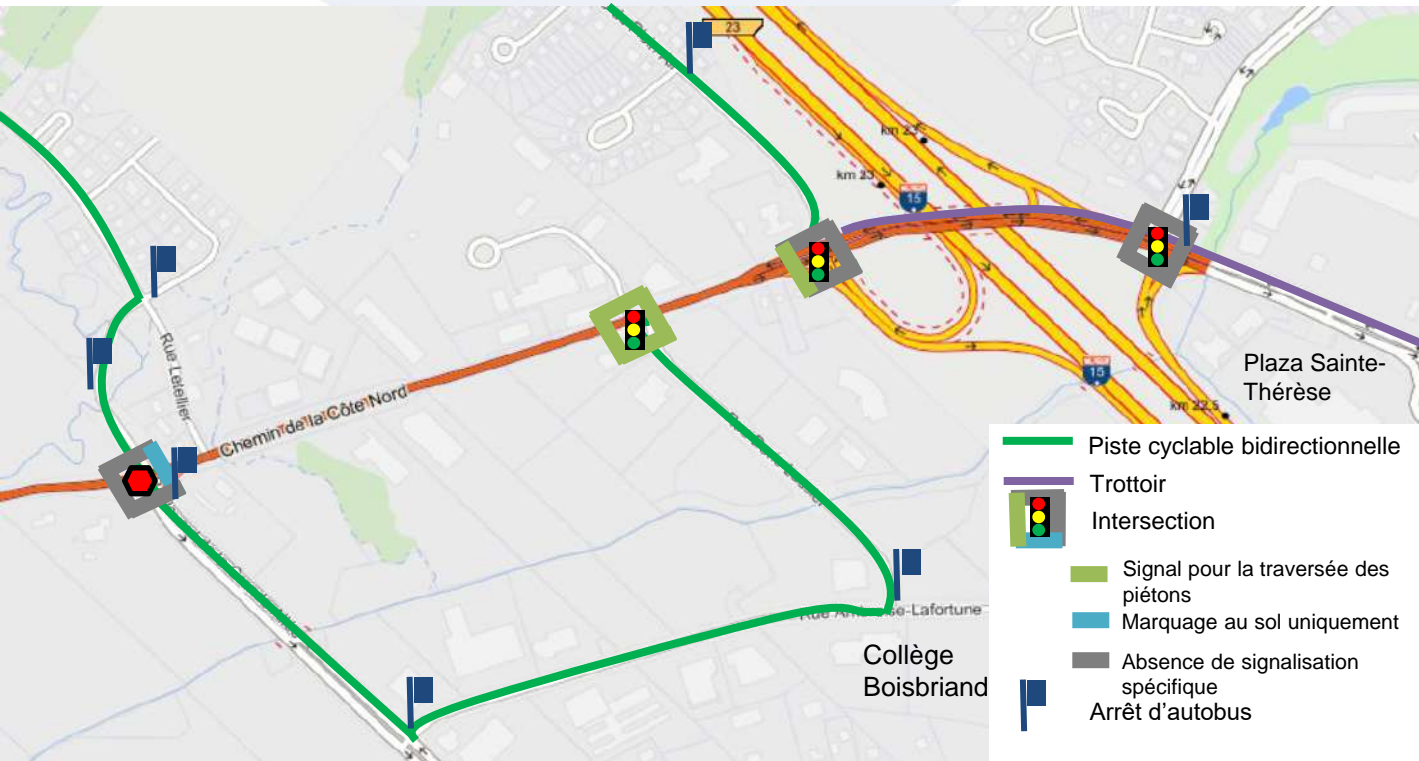 23
km 23
km 23
15
15
km 22,5
Rue Letellier
Chemin de la Côte Nord
Plaza Sainte-
Thérèse
Collège
Boisbriand
Piste cyclable bidirectionnelle
Trottoir
Intersection
Signal pour la traversée des
piétons
Marquage au sol uniquement
Absence de signalisation
spécifique
Arrêt d'autobus